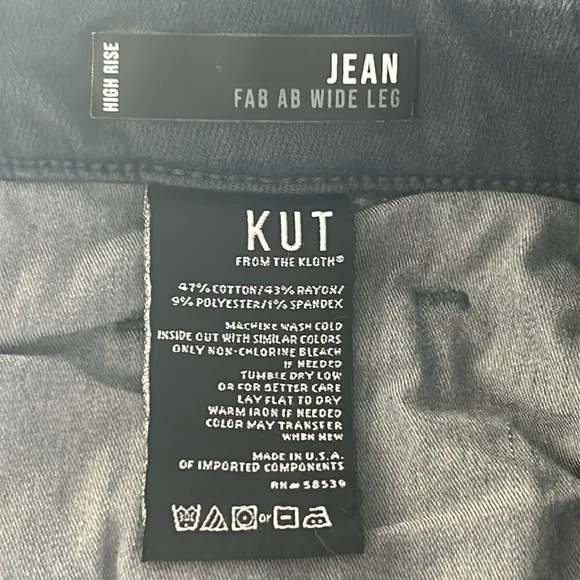 HIGH RISE
JEAN
FAB AB WIDE LEG
KUT
FROM THE KLOTH®
47% COTTON/43% RAYON/
9% POLYESTER/1% SPANDEX
MACHINE WASH COLD
INSIDE OUT WITH SIMILAR COLORS
ONLY NON-CHLORINE BLEACH
IF NEEDED
TUMBLE DRY LOW
OR FOR BETTER CARE
LAY FLAT TO DRY
WARM IRON IF NEEDED
COLOR MAY TRANSFER
WHEN NEW
MADE IN U.S.A.
OF IMPORTED COMPONENTS
RN# 58539
OR